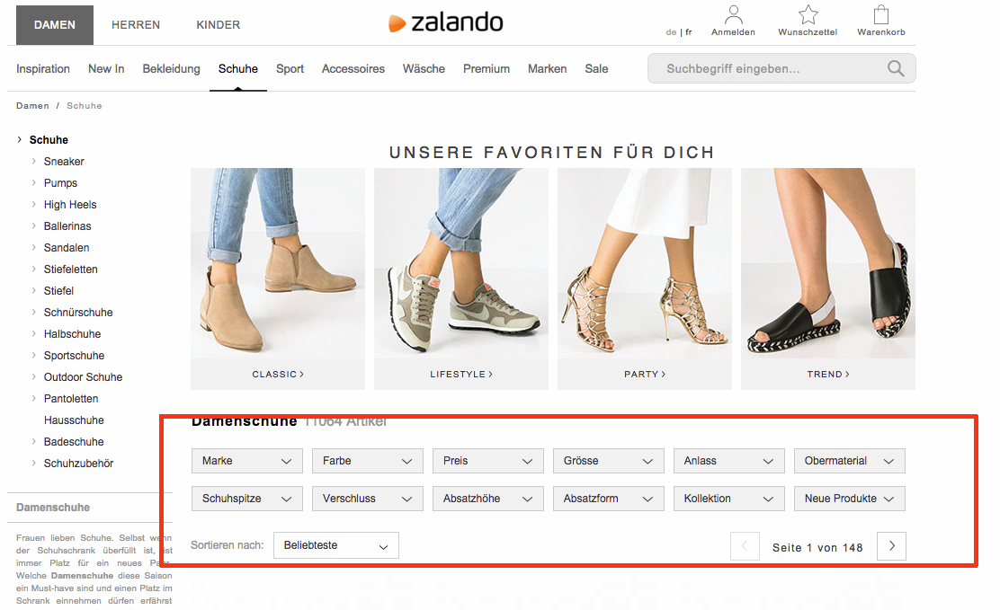 DAMEN HERREN KINDER
zalando
de | fr Anmelden Wunschzettel Warenkorb
Inspiration New In Bekleidung Schuhe Sport Accessoires Wäsche Premium Marken Sale
Suchbegriff eingeben...
Damen / Schuhe
Schuhe
Sneaker
Pumps
High Heels
Ballerinas
Sandalen
Stiefeletten
Stiefel
Schnürschuhe
Halbschuhe
Sportschuhe
Outdoor Schuhe
Pantoletten
Hausschuhe
Badeschuhe
Schuhzubehör
Damenschuhe
Frauen lieben Schuhe. Selbst wenn
der Schuhschrank überfüllt ist, ist
immer Platz für ein neues Paar.
Welche Damenschuhe diese Saison
ein Must-have sind und einen Platz im
Schrank einnehmen dürfen erfährst
UNSERE FAVORITEN FÜR DICH
CLASSIC > LIFESTYLE > PARTY > TREND >
Damenschuhe 11064 Artikel
Marke Farbe Preis Grösse Anlass Obermaterial
Schuhspitze Verschluss Absatzhöhe Absatzform Kollektion Neue Produkte
Sortieren nach: Beliebteste
< Seite 1 von 148 >